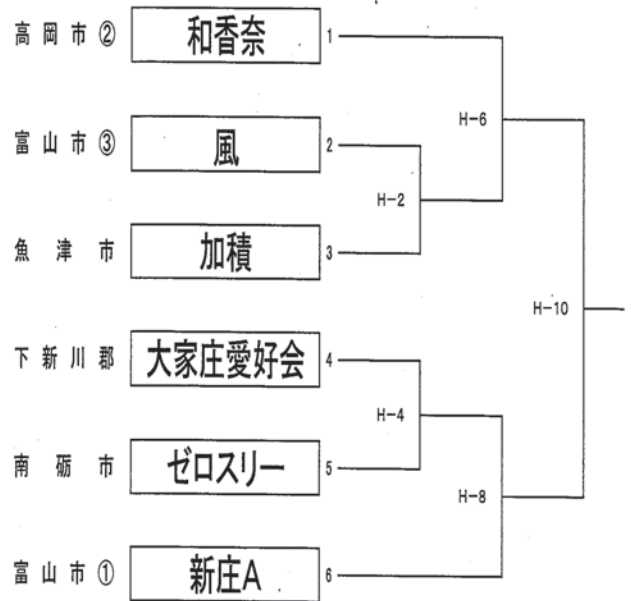 高岡市② 和香奈 1
H-6
富山市③ 風 2
H-2
魚津市 加積 3
H-10
下新川郡 大家庄愛好会 4
H-4
南砺市 ゼロスリー 5
H-8
富山市① 新庄A 6